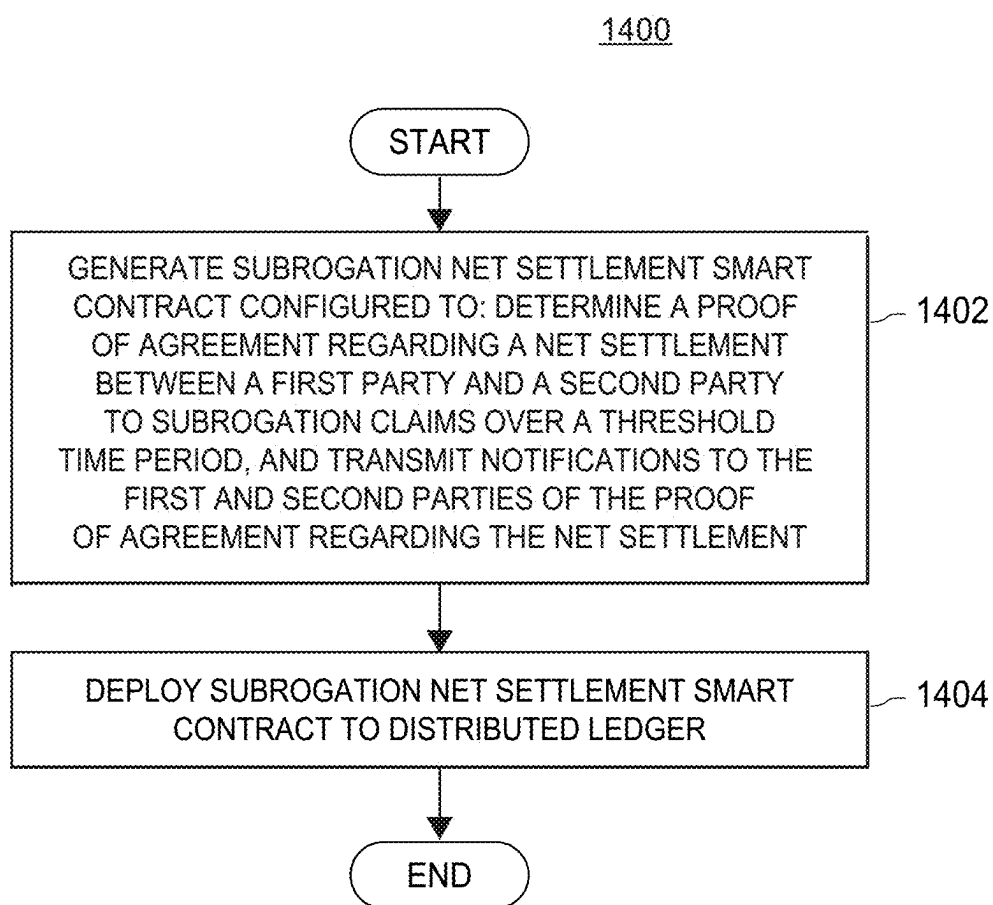 1400
START
GENERATE SUBROGATION NET SETTLEMENT SMART
CONTRACT CONFIGURED TO: DETERMINE A PROOF
OF AGREEMENT REGARDING A NET SETTLEMENT
BETWEEN A FIRST PARTY AND A SECOND PARTY
TO SUBROGATION CLAIMS OVER A THRESHOLD
TIME PERIOD, AND TRANSMIT NOTIFICATIONS TO THE
FIRST AND SECOND PARTIES OF THE PROOF
OF AGREEMENT REGARDING THE NET SETTLEMENT
1402
DEPLOY SUBROGATION NET SETTLEMENT SMART
CONTRACT TO DISTRIBUTED LEDGER
1404
END